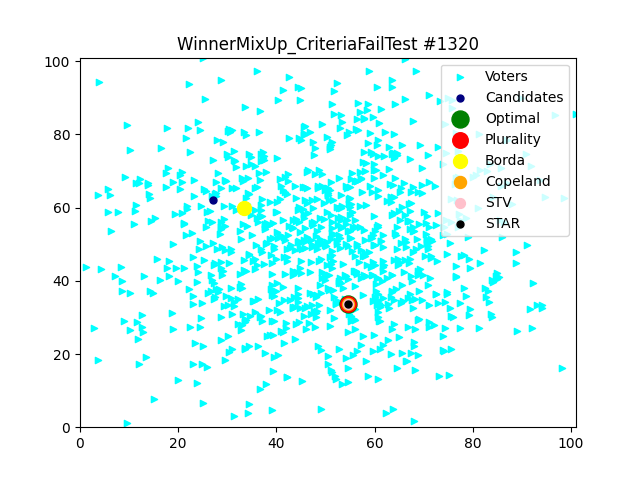 WinnerMixUp_CriteriaFailTest #1320
100
80
60
40
20
0
0 20 40 60 80 100
Voters
Candidates
Optimal
Plurality
Borda
Copeland
STV
STAR